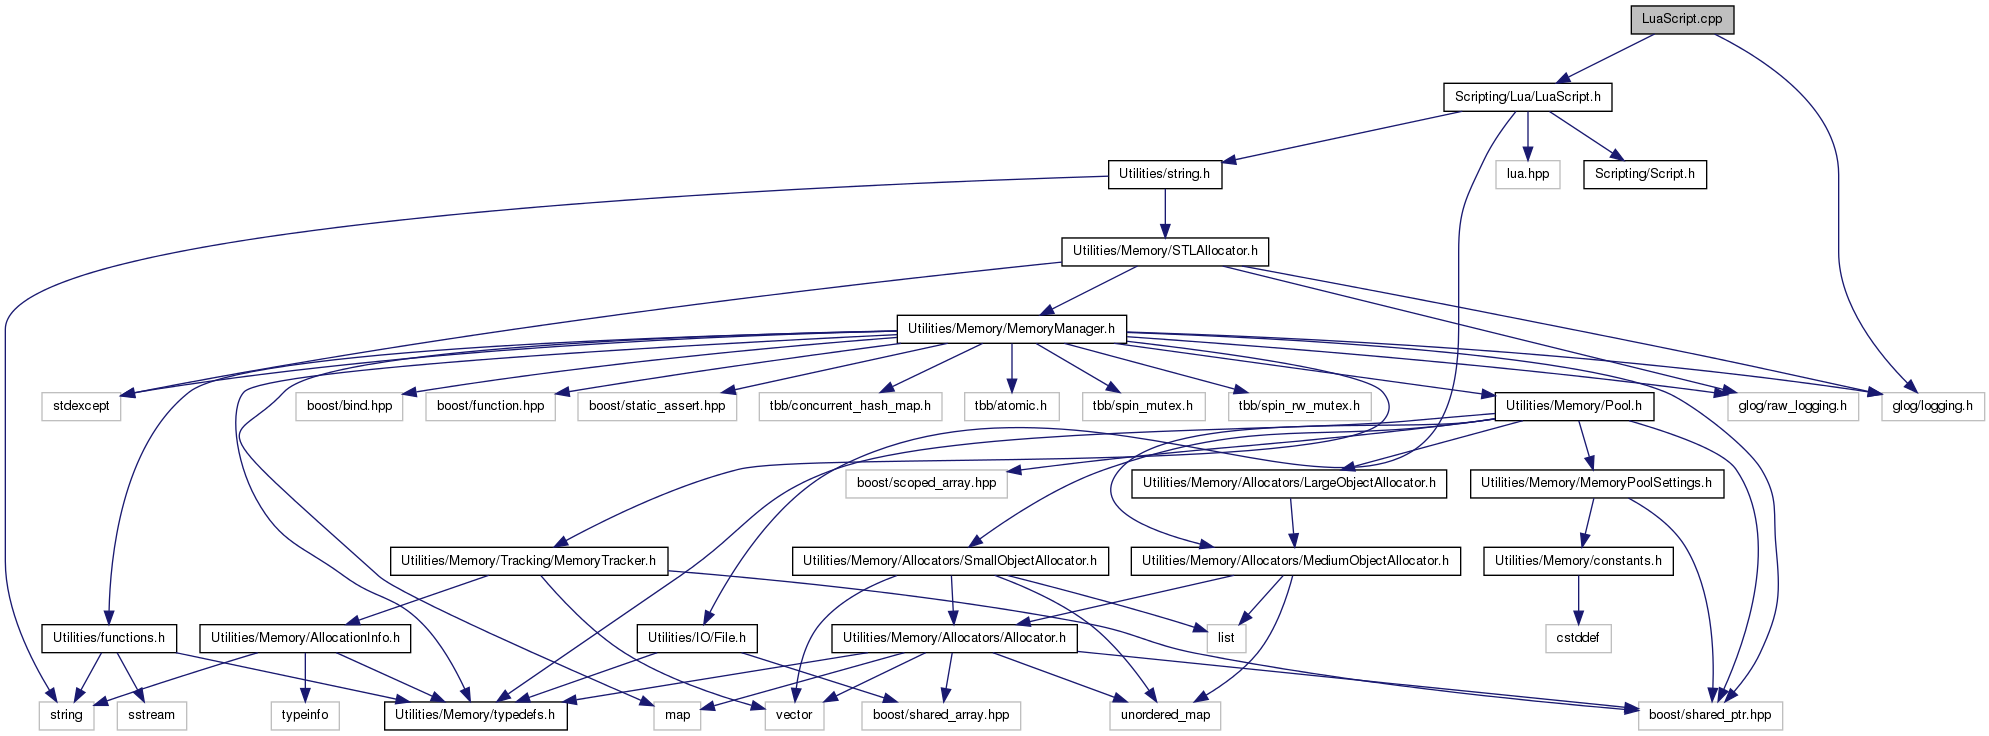 LuaScript.cpp
Scripting/Lua/LuaScript.h
Utilities/string.h
lua.hpp
Scripting/Script.h
Utilities/Memory/STLAllocator.h
Utilities/Memory/MemoryManager.h
stdexcept
boost/bind.hpp
boost/function.hpp
boost/static_assert.hpp
tbb/concurrent_hash_map.h
tbb/atomic.h
tbb/spin_mutex.h
tbb/spin_rw_mutex.h
Utilities/Memory/Pool.h
glog/raw_logging.h
glog/logging.h
boost/scoped_array.hpp
Utilities/Memory/Allocators/LargeObjectAllocator.h
Utilities/Memory/MemoryPoolSettings.h
Utilities/Memory/Tracking/MemoryTracker.h
Utilities/Memory/Allocators/SmallObjectAllocator.h
Utilities/Memory/Allocators/MediumObjectAllocator.h
Utilities/Memory/constants.h
Utilities/functions.h
Utilities/Memory/AllocationInfo.h
Utilities/IO/File.h
Utilities/Memory/Allocators/Allocator.h
list
cstddef
string
sstream
typeinfo
Utilities/Memory/typedefs.h
map
vector
boost/shared_array.hpp
unordered_map
boost/shared_ptr.hpp